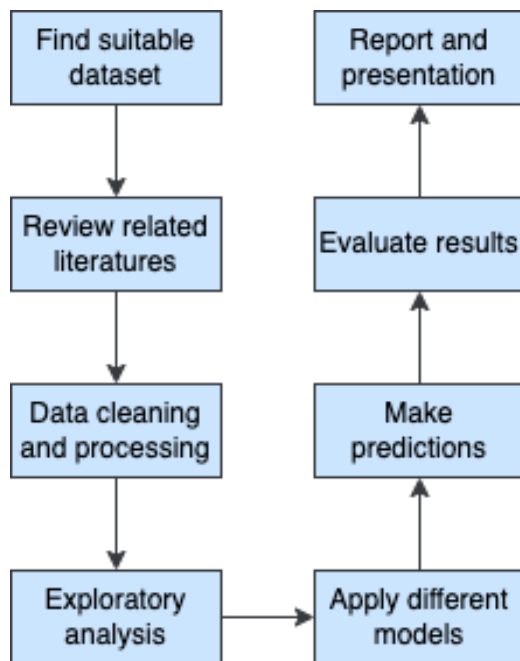 Find suitable
dataset
Review related
literatures
Data cleaning
and processing
Exploratory
analysis
Apply different
models
Make
predictions
Evaluate results
Report and
presentation